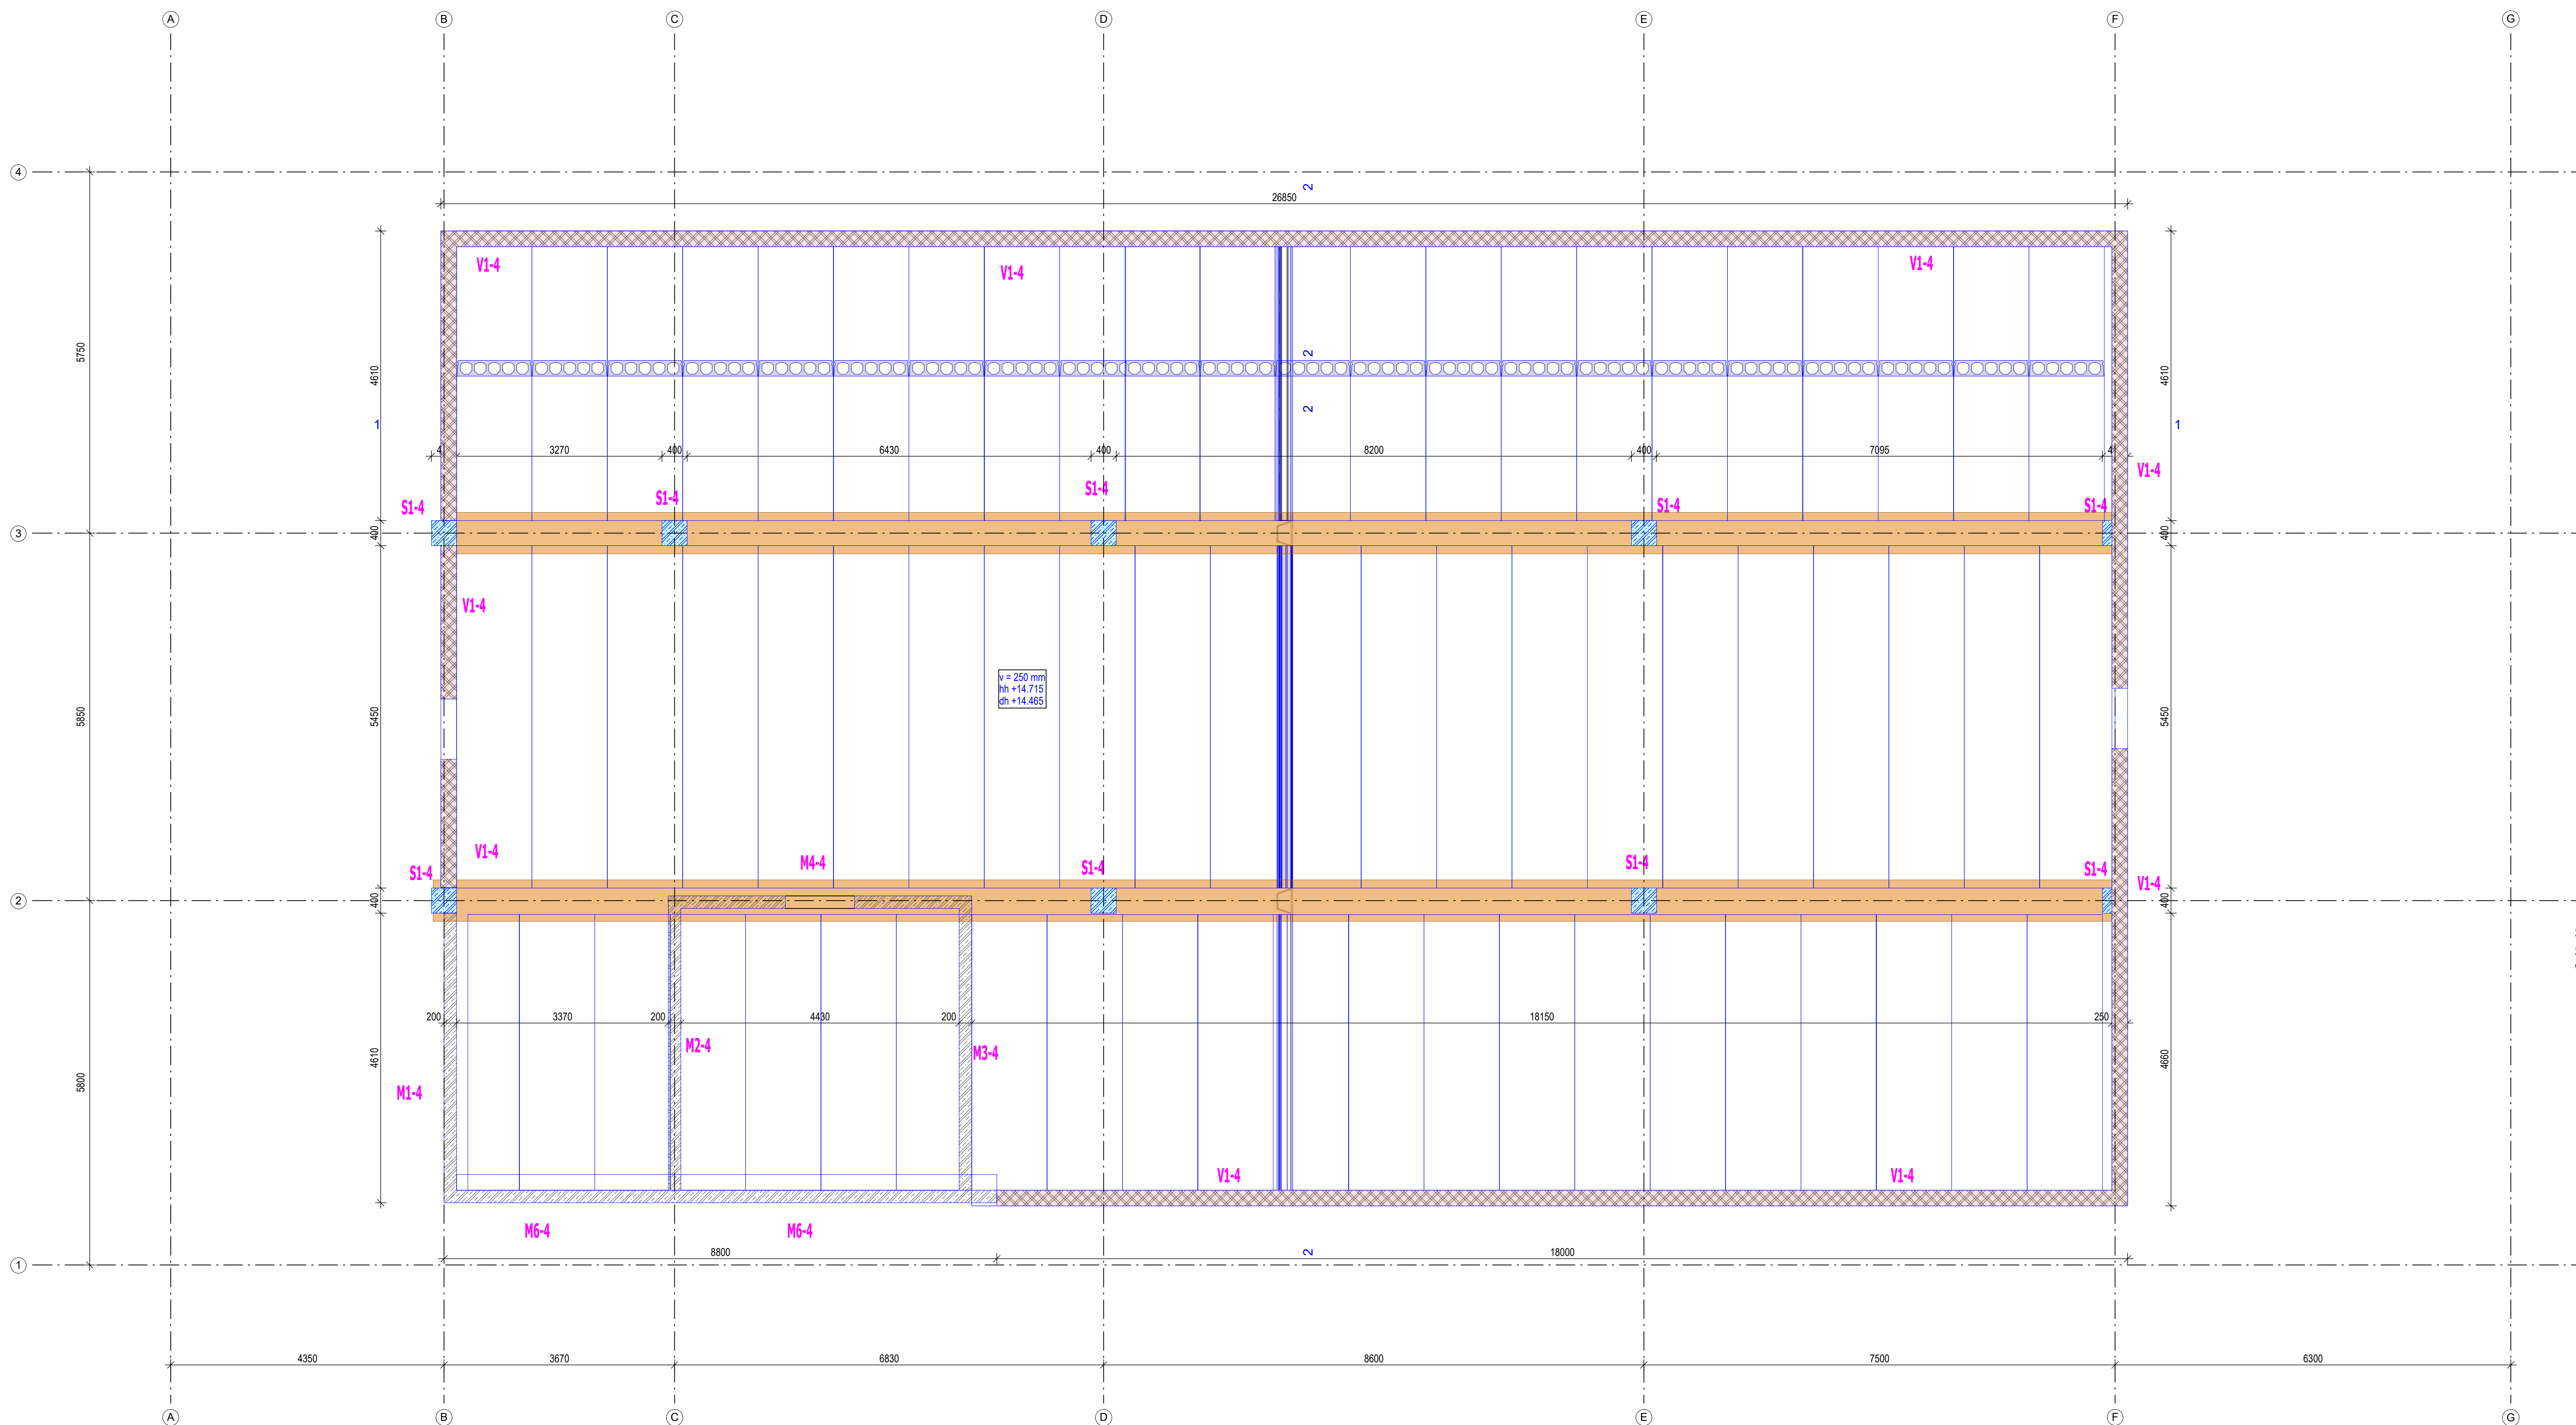 A B C D E F G
4
2
26850
V1-4 V1-4 V1-4
5750
4610
2
4610
1
2
1
3270 400 6430 400 8200 400 7095
V1-4
S1-4 S1-4 S1-4 S1-4 S1-4
3
400
400
V1-4
v = 250 mm
hh +14.715
dh +14.465
5850
5450
5450
V1-4 M4-4 S1-4 S1-4 S1-4
S1-4
V1-4
2
400
400
200 3370 200 4430 200 18150 250
M2-4
M3-4
4610
4660
5800
M1-4
V1-4 V1-4
M6-4 M6-4
8800 2 18000
1
4350 3670 6830 8600 7500 6300
A B C D E F G